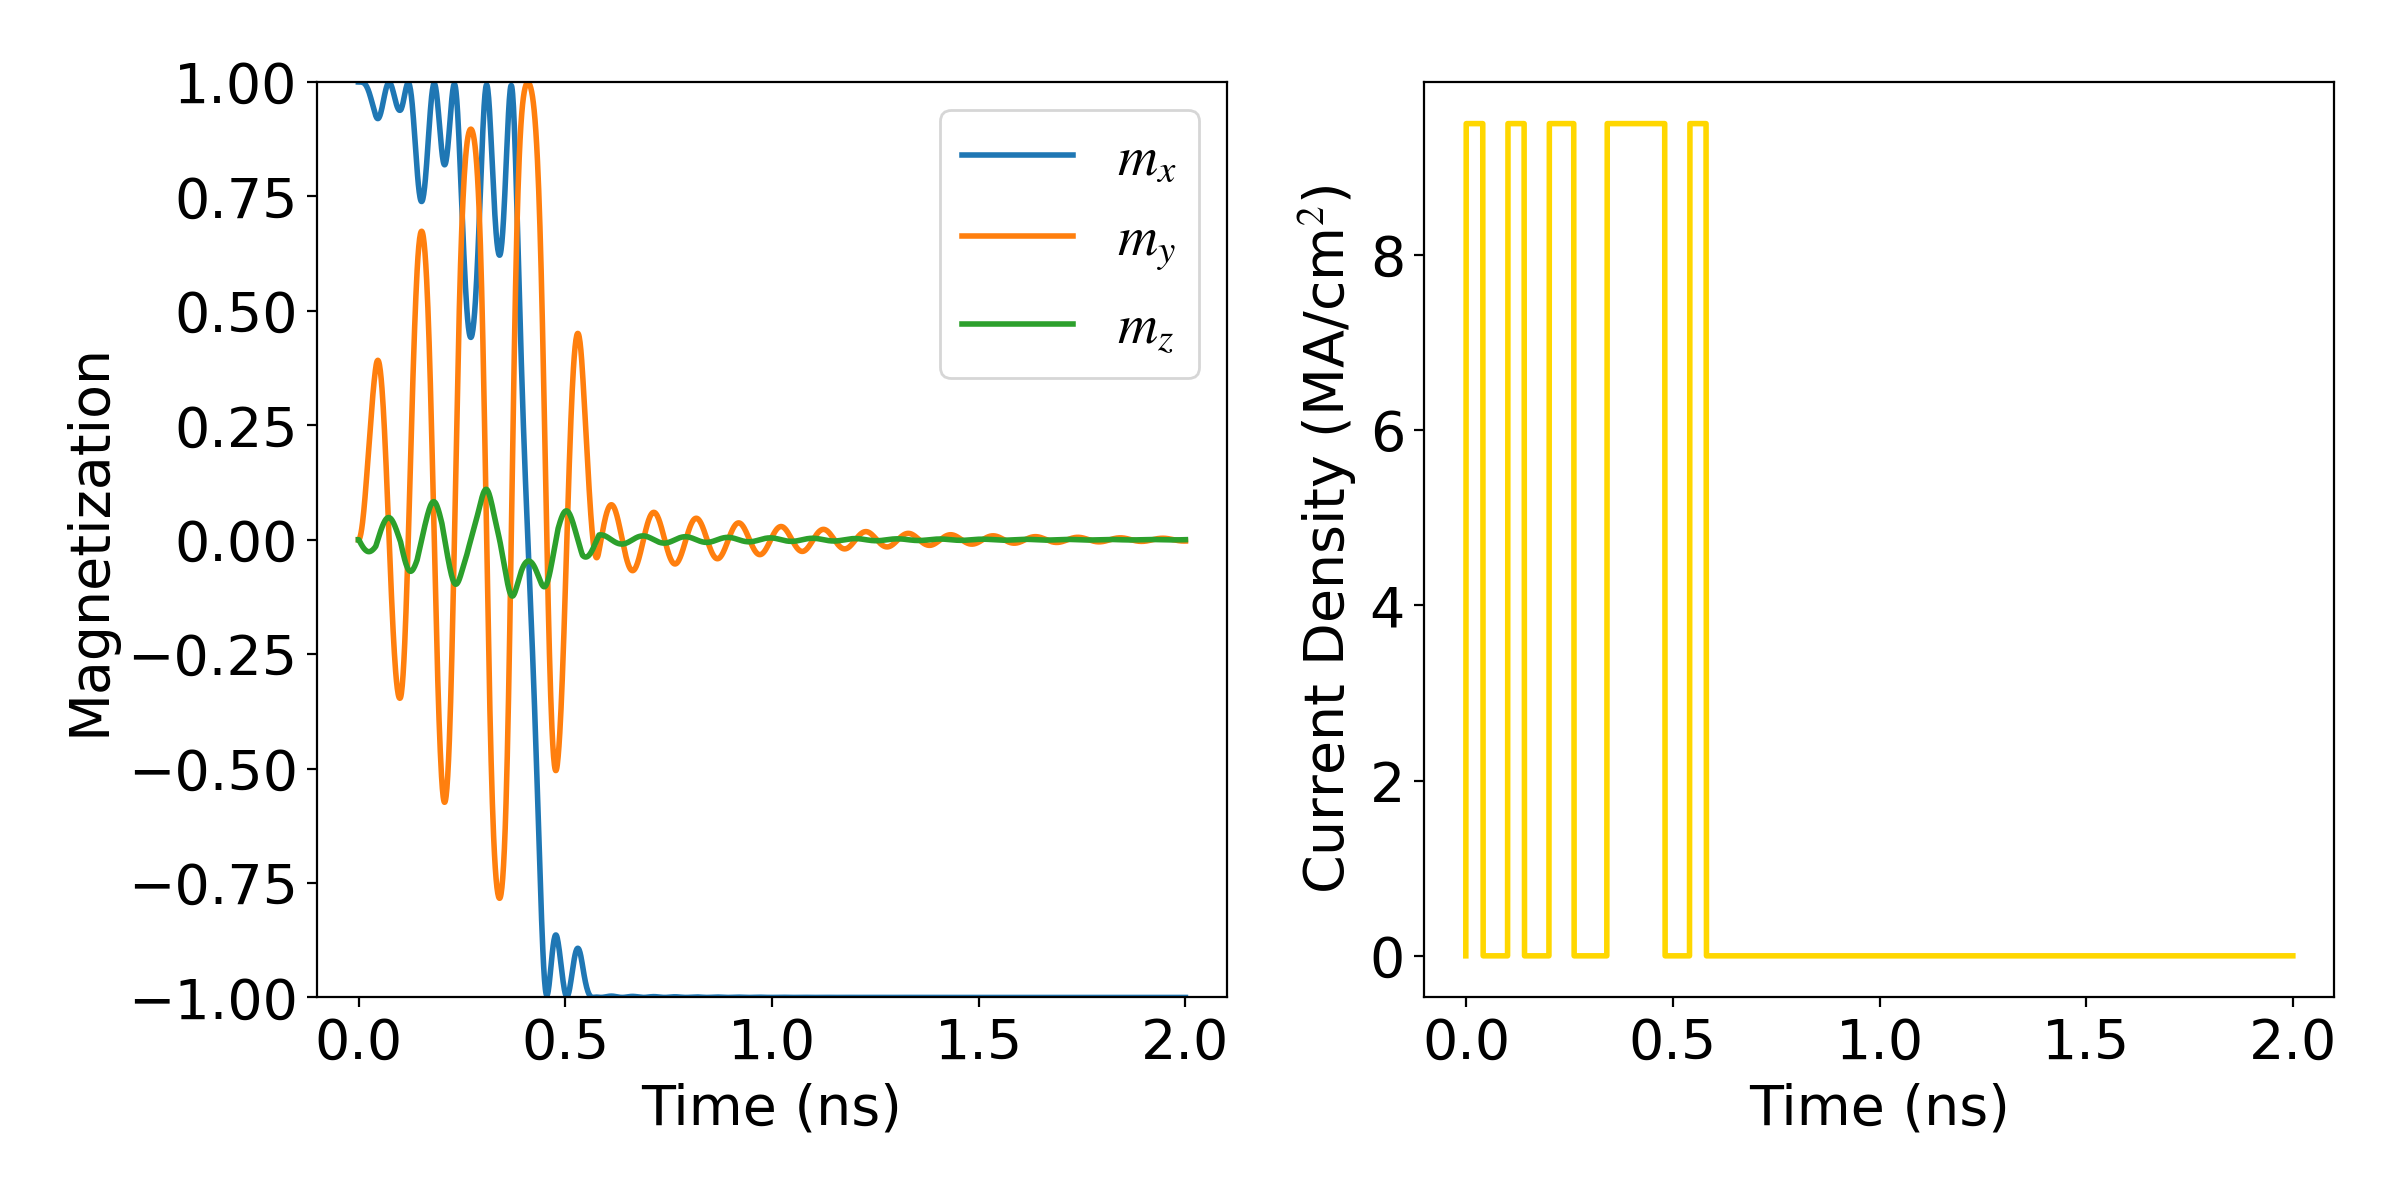 1.00
0.75
0.50
0.25
0.00
−0.25
−0.50
−0.75
−1.00
Magnetization
0.0 0.5 1.0 1.5 2.0
Time (ns)
mₓ
m_y
m_z
8
6
4
2
0
Current Density (MA/cm²)
0.0 0.5 1.0 1.5 2.0
Time (ns)